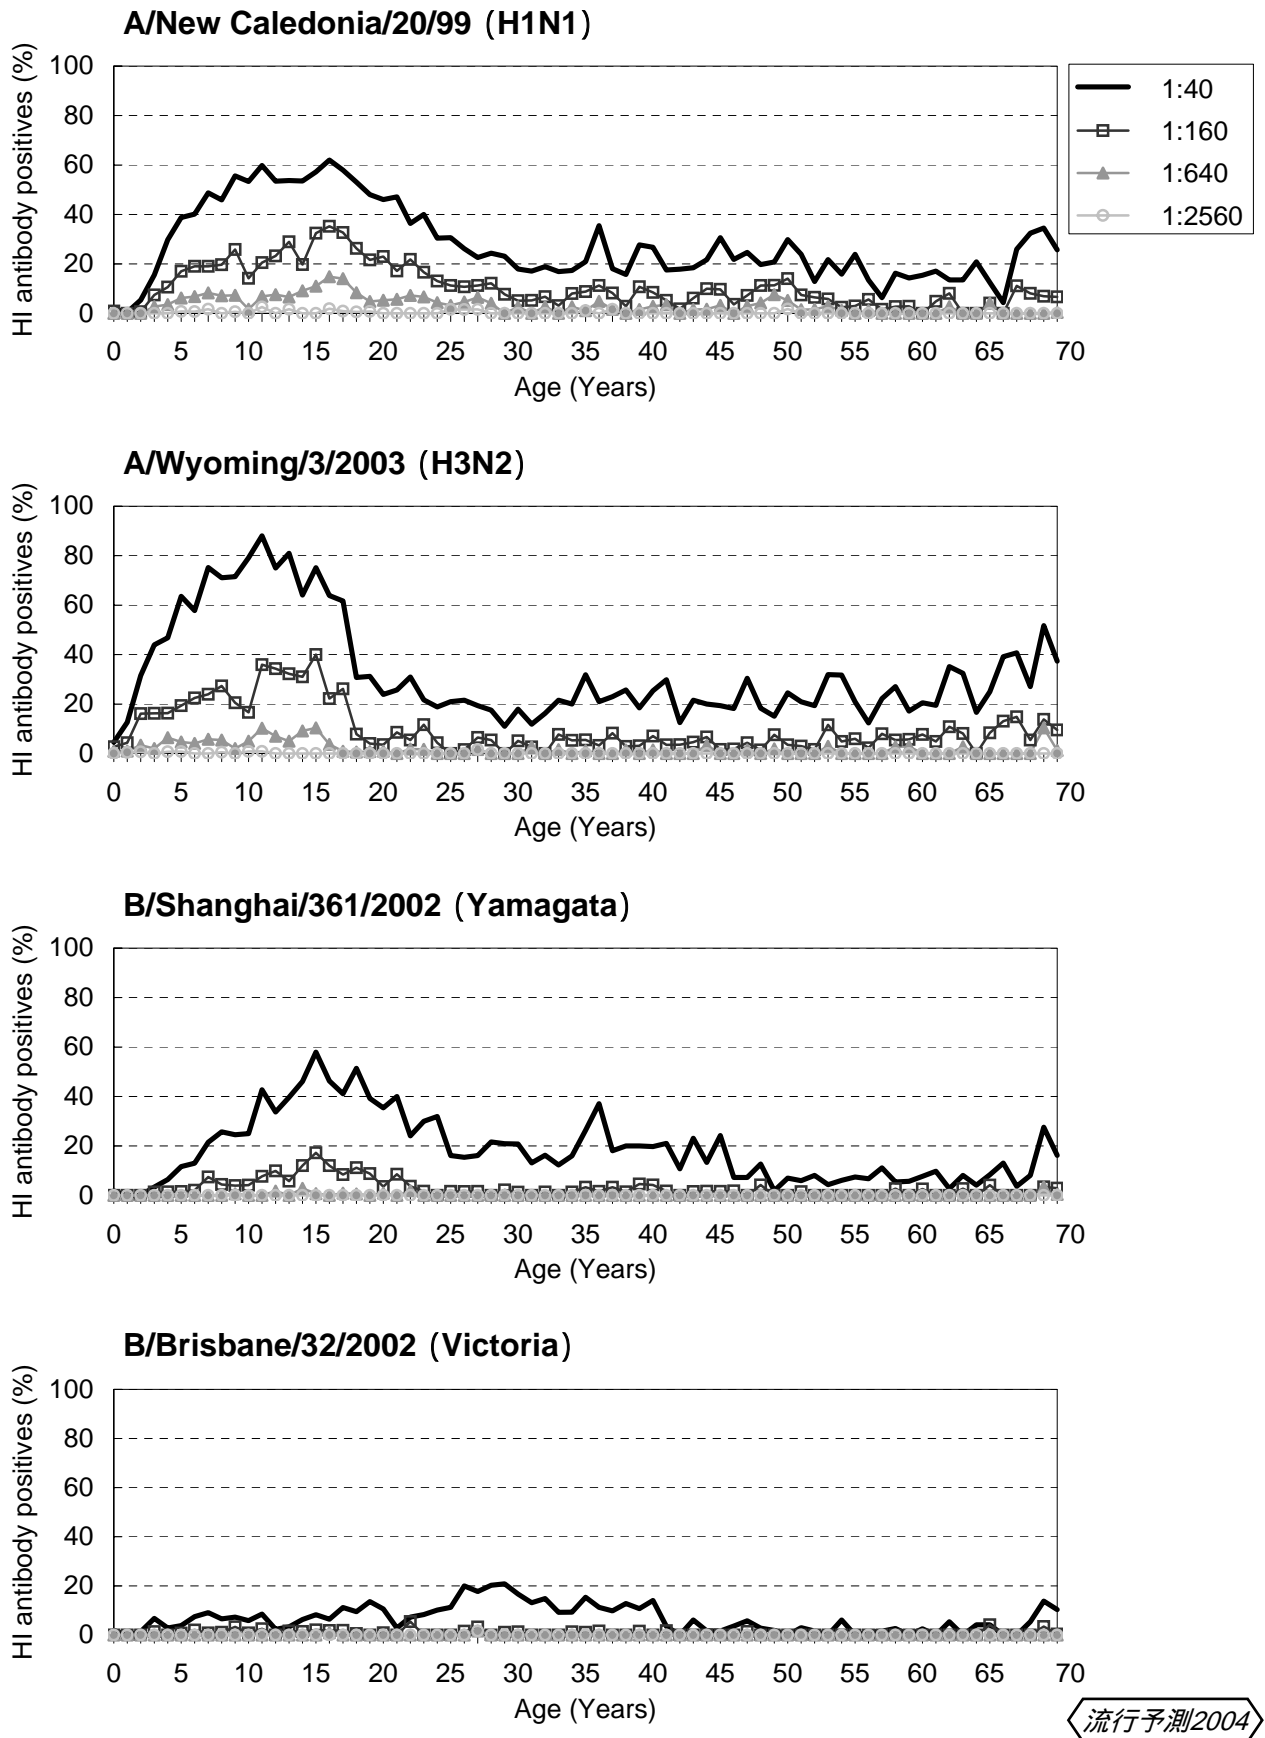 A/New Caledonia/20/99 (H1N1)
HI antibody positives (%)
100
80
60
40
20
0
0 5 10 15 20 25 30 35 40 45 50 55 60 65 70
Age (Years)
1:40
1:160
1:640
1:2560
A/Wyoming/3/2003 (H3N2)
HI antibody positives (%)
100
80
60
40
20
0
0 5 10 15 20 25 30 35 40 45 50 55 60 65 70
Age (Years)
B/Shanghai/361/2002 (Yamagata)
HI antibody positives (%)
100
80
60
40
20
0
0 5 10 15 20 25 30 35 40 45 50 55 60 65 70
Age (Years)
B/Brisbane/32/2002 (Victoria)
HI antibody positives (%)
100
80
60
40
20
0
0 5 10 15 20 25 30 35 40 45 50 55 60 65 70
Age (Years)
流行予測2004